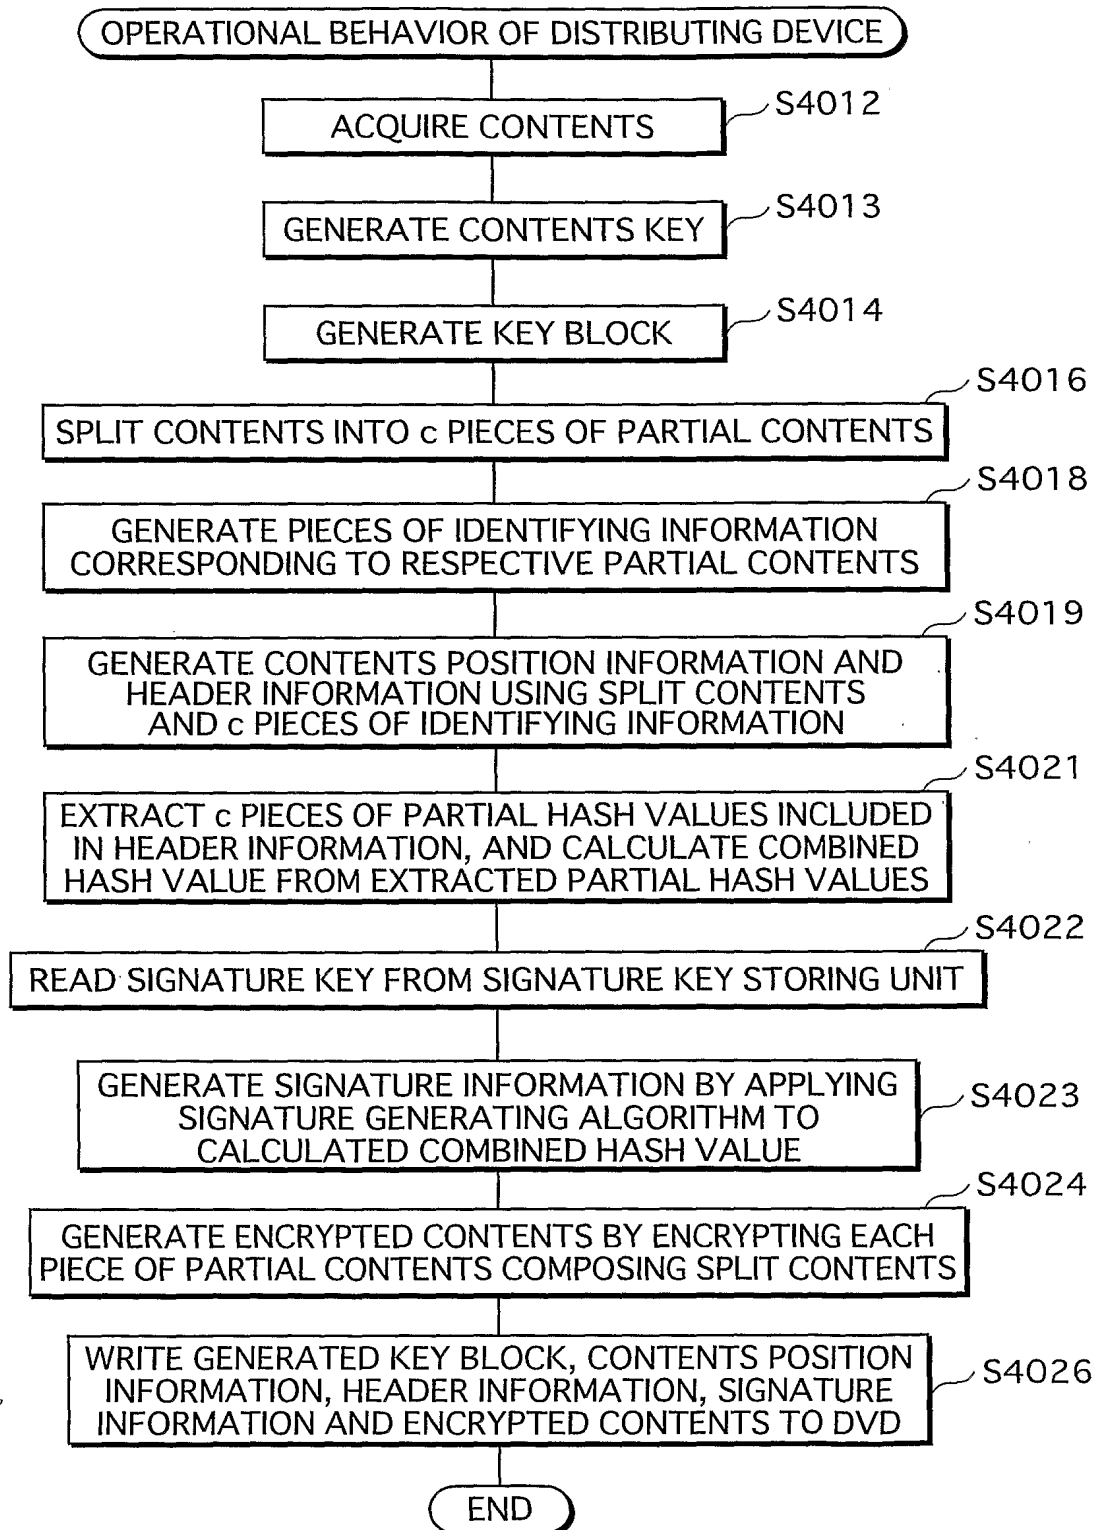 OPERATIONAL BEHAVIOR OF DISTRIBUTING DEVICE
S4012
ACQUIRE CONTENTS
S4013
GENERATE CONTENTS KEY
S4014
GENERATE KEY BLOCK
S4016
SPLIT CONTENTS INTO c PIECES OF PARTIAL CONTENTS
S4018
GENERATE PIECES OF IDENTIFYING INFORMATION
CORRESPONDING TO RESPECTIVE PARTIAL CONTENTS
S4019
GENERATE CONTENTS POSITION INFORMATION AND
HEADER INFORMATION USING SPLIT CONTENTS
AND c PIECES OF IDENTIFYING INFORMATION
S4021
EXTRACT c PIECES OF PARTIAL HASH VALUES INCLUDED
IN HEADER INFORMATION, AND CALCULATE COMBINED
HASH VALUE FROM EXTRACTED PARTIAL HASH VALUES
S4022
READ SIGNATURE KEY FROM SIGNATURE KEY STORING UNIT
GENERATE SIGNATURE INFORMATION BY APPLYING
SIGNATURE GENERATING ALGORITHM TO
CALCULATED COMBINED HASH VALUE
S4023
S4024
GENERATE ENCRYPTED CONTENTS BY ENCRYPTING EACH
PIECE OF PARTIAL CONTENTS COMPOSING SPLIT CONTENTS
WRITE GENERATED KEY BLOCK, CONTENTS POSITION
INFORMATION, HEADER INFORMATION, SIGNATURE
INFORMATION AND ENCRYPTED CONTENTS TO DVD
S4026
END